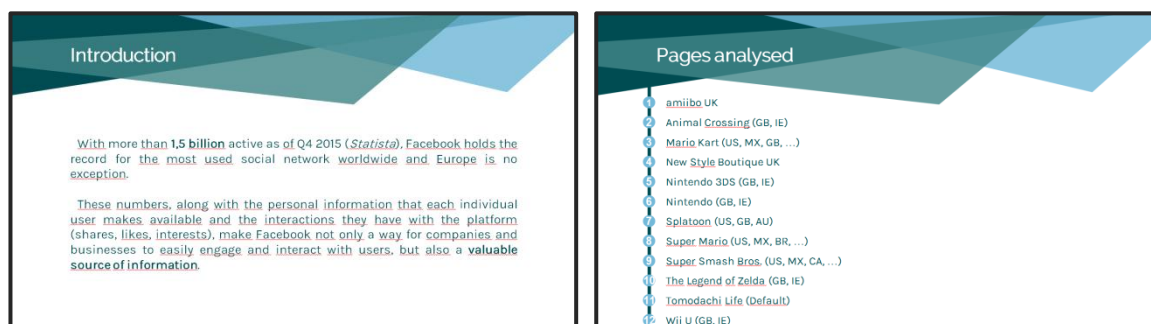 Introduction
With more than 1,5 billion active as of Q4 2015 (Statista), Facebook holds the
record for the most used social network worldwide and Europe is no
exception.
These numbers, along with the personal information that each individual
user makes available and the interactions they have with the platform
(shares, likes, interests), make Facebook not only a way for companies and
businesses to easily engage and interact with users, but also a valuable
source of information.
Pages analysed
1 amiibo UK
2 Animal Crossing (GB, IE)
3 Mario Kart (US, MX, GB, ...)
4 New Style Boutique UK
5 Nintendo 3DS (GB, IE)
6 Nintendo (GB, IE)
7 Splatoon (US, GB, AU)
8 Super Mario (US, MX, BR, ...)
9 Super Smash Bros. (US, MX, CA, ...)
10 The Legend of Zelda (GB, IE)
11 Tomodachi Life (Default)
12 Wii U (GB, IE)